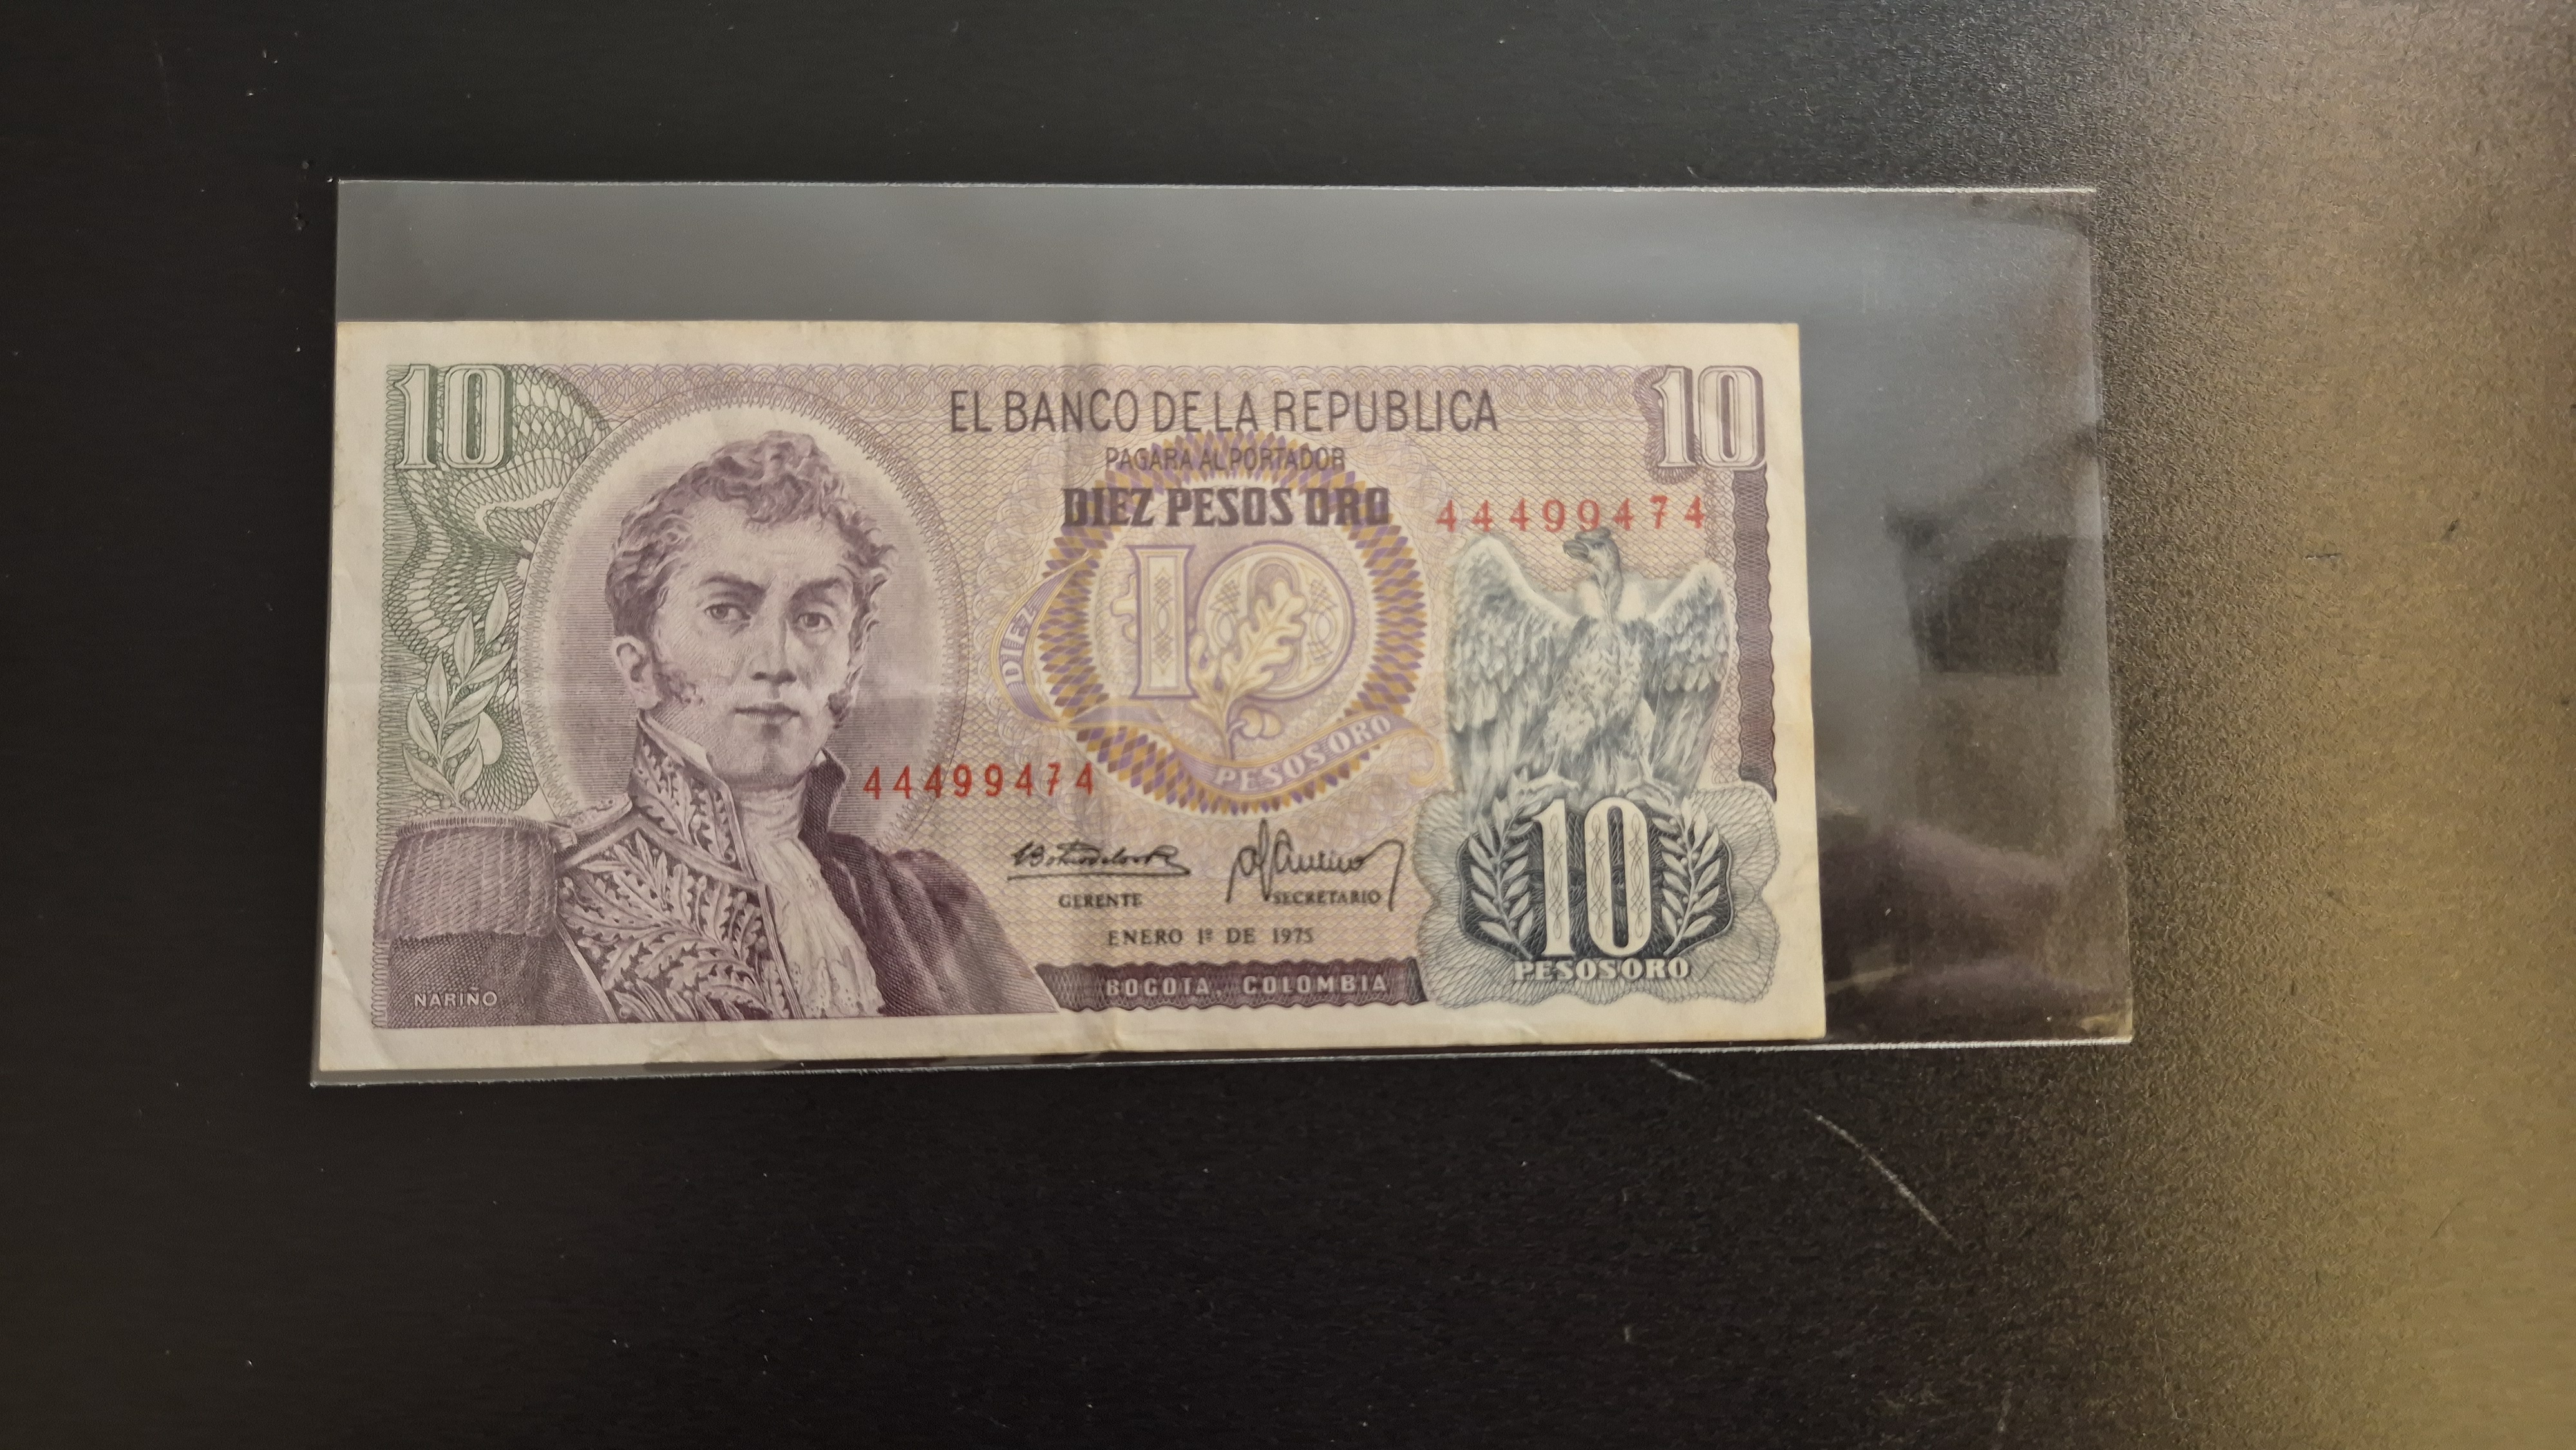 10
10
EL BANCO DE LA REPUBLICA
PAGARA AL PORTADOR
DIEZ PESOS ORO
44499474
10
DIEZ
PESOS ORO
44499474
GERENTE
SECRETARIO
ENERO 1º DE 1975
BOGOTA COLOMBIA
10
PESOS ORO
NARIÑO